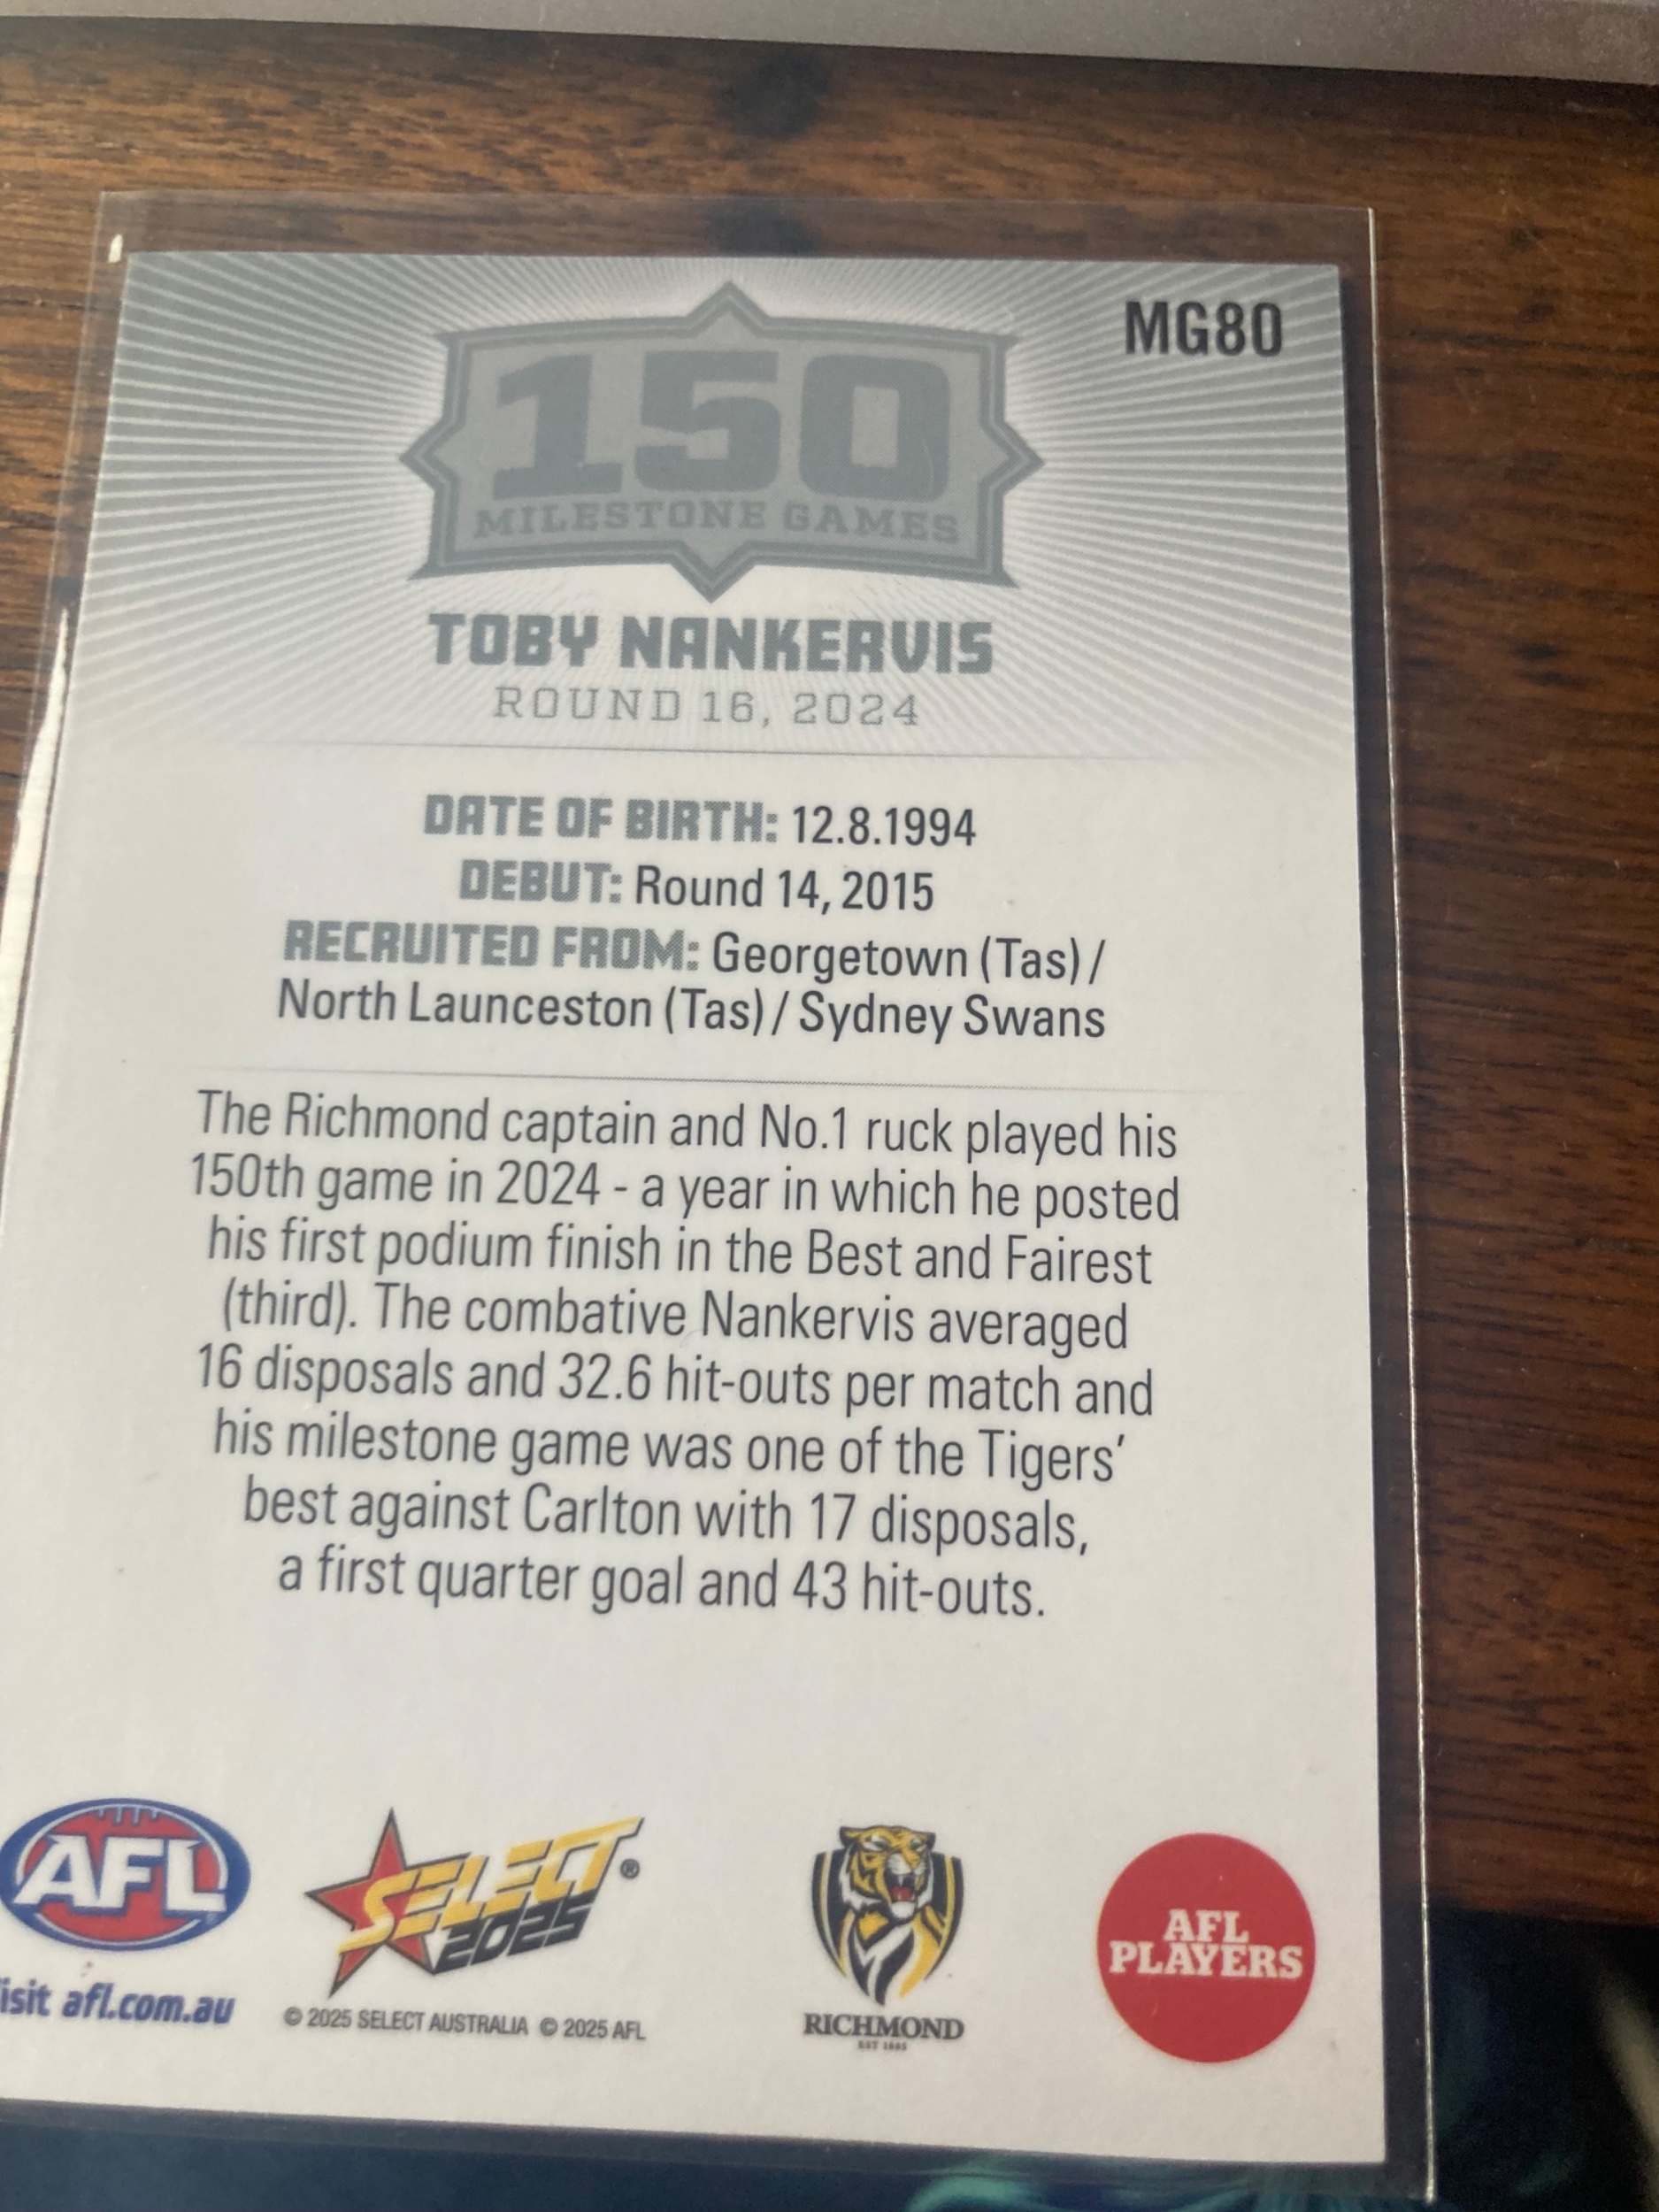 MG80
150
MILESTONE GAMES
TOBY NANKERVIS
ROUND 16, 2024
DATE OF BIRTH: 12.8.1994
DEBUT: Round 14, 2015
RECRUITED FROM: Georgetown (Tas) /
North Launceston (Tas) / Sydney Swans
The Richmond captain and No.1 ruck played his
150th game in 2024 - a year in which he posted
his first podium finish in the Best and Fairest
(third). The combative Nankervis averaged
16 disposals and 32.6 hit-outs per match and
his milestone game was one of the Tigers’
best against Carlton with 17 disposals,
a first quarter goal and 43 hit-outs.
AFL
isit afl.com.au
SELECT®
2025
© 2025 SELECT AUSTRALIA © 2025 AFL
RICHMOND
EST 1885
AFL
PLAYERS